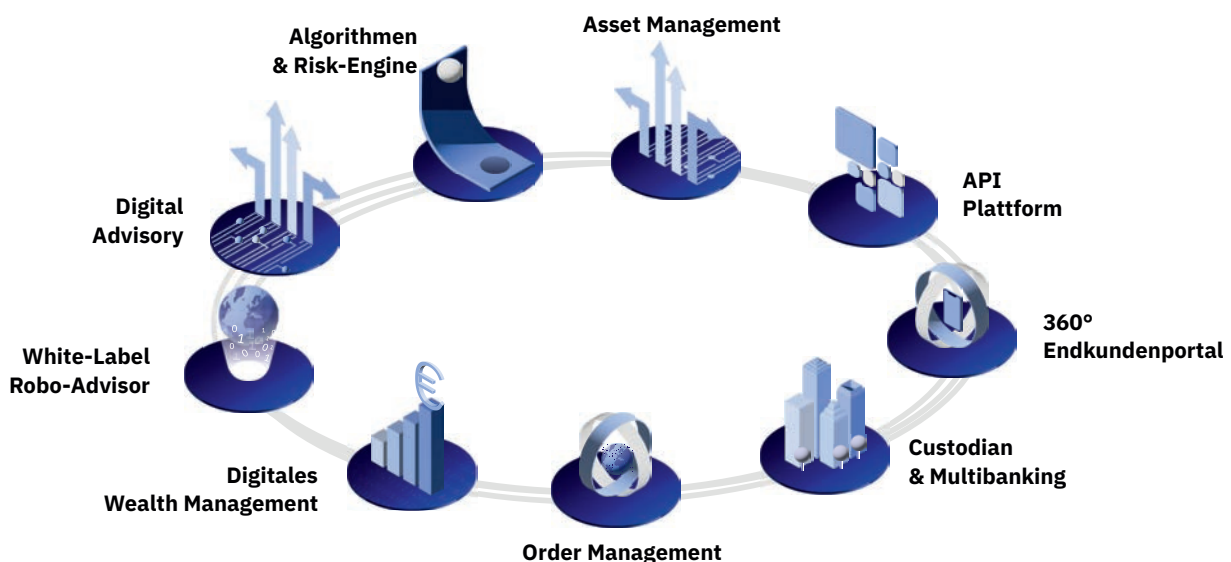 Asset Management
Algorithmen
& Risk-Engine
API
Plattform
Digital
Advisory
360°
Endkundenportal
White-Label
Robo-Advisor
Custodian
& Multibanking
Digitales
Wealth Management
Order Management